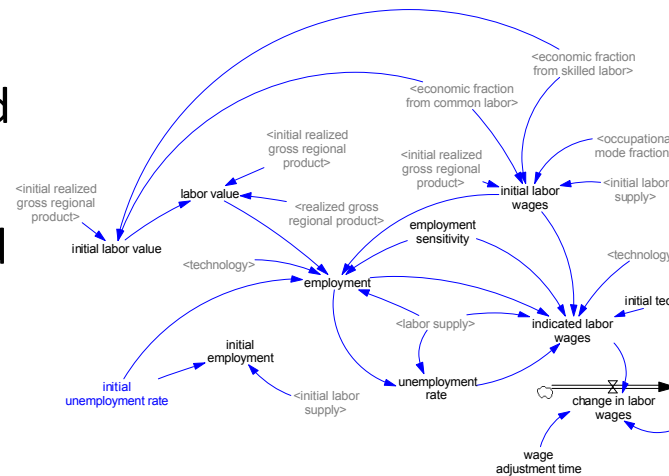 d
d
<economic fraction
from skilled labor>
<economic fraction
from common labor>
<initial realized
gross regional
product>
<occupationa
mode fraction
<initial realized
gross regional
product>
<initial realized
gross regional
product>
labor value
<realized gross
regional product>
initial labor
wages
<initial labor
supply>
initial labor value
employment
sensitivity
<technology>
employment
<technology
initial tec
<labor supply>
indicated labor
wages
initial
employment
initial
unemployment rate
<initial labor
supply>
unemployment
rate
change in labor
wages
wage
adjustment time